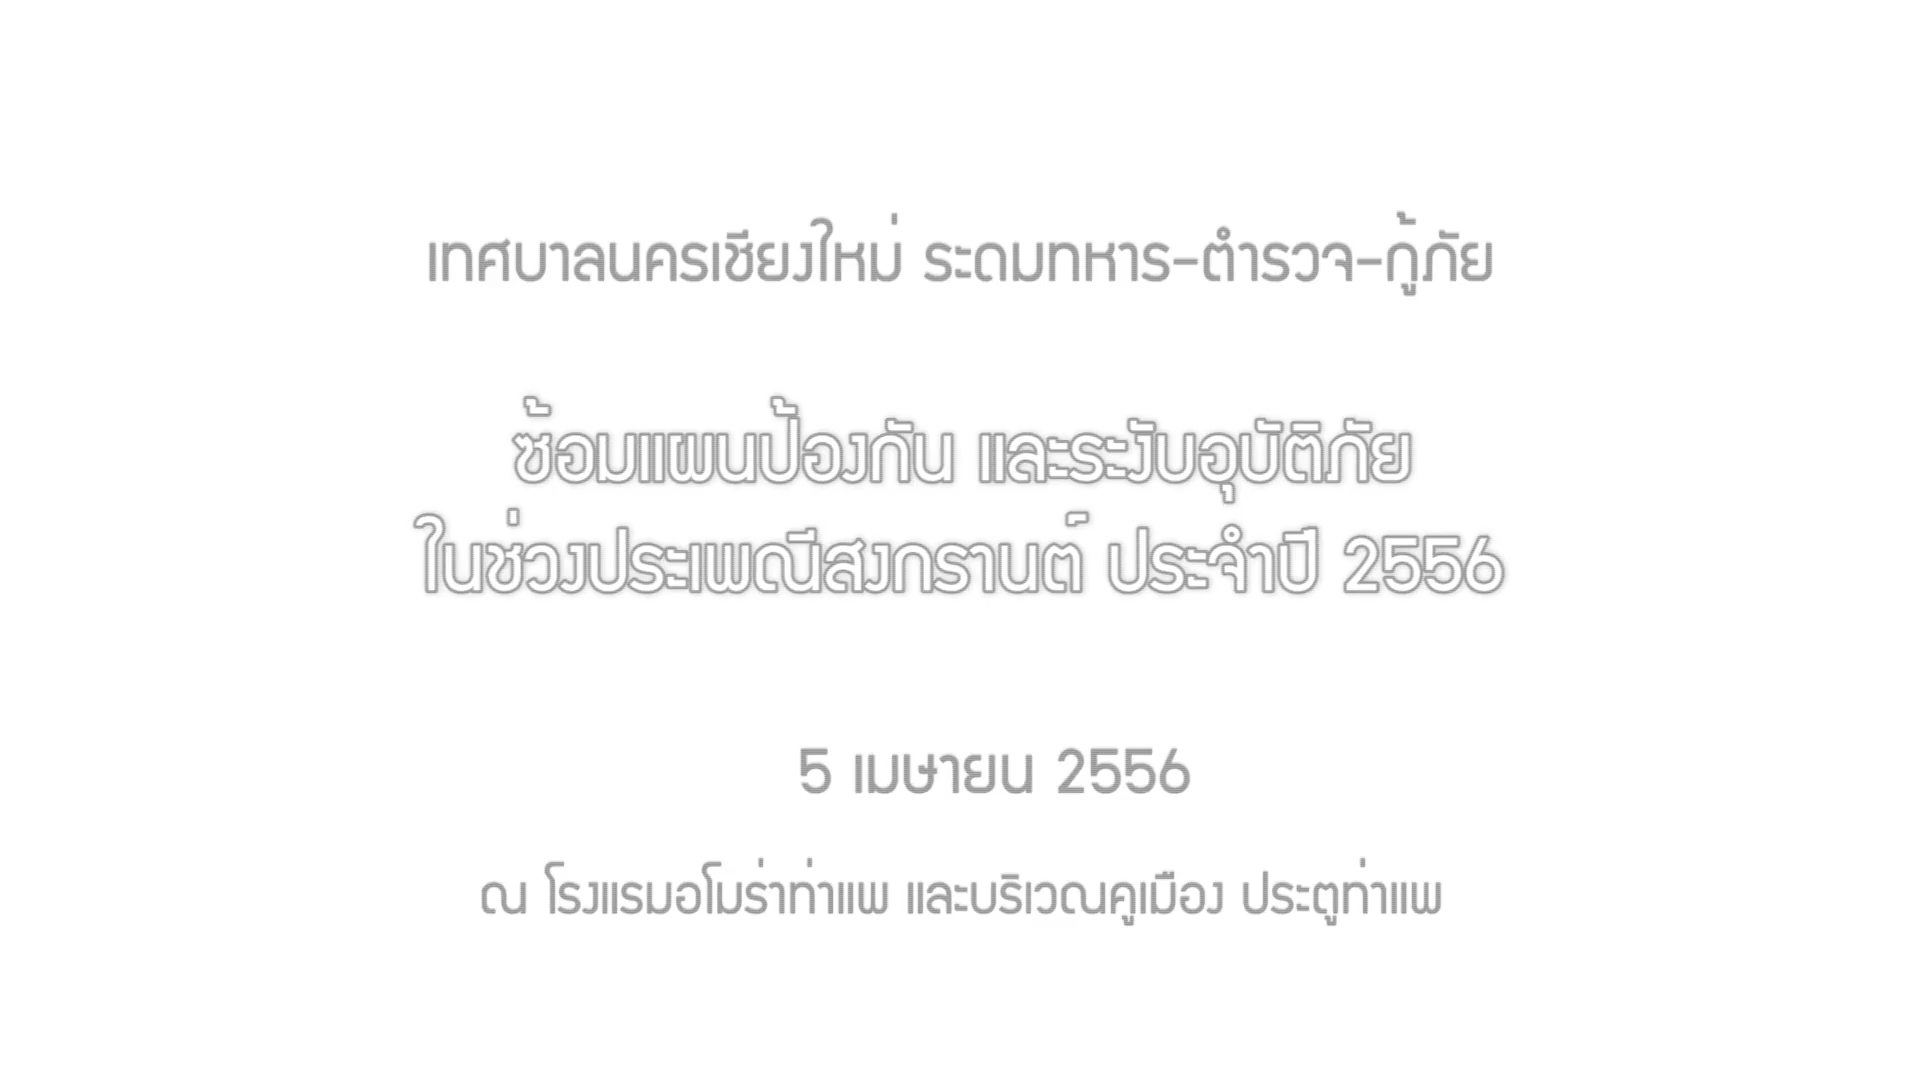 เทศบาลนครเชียงใหม่ ระดมทหาร-ตำรวจ-กู้ภัย
ซ้อมแผนป้องกัน และระงับอุบัติภัย
ในช่วงประเพณีสงกรานต์ ประจำปี 2556
5 เมษายน 2556
ณ โรงแรมอโมร่าท่าแพ และบริเวณคูเมือง ประตูท่าแพ